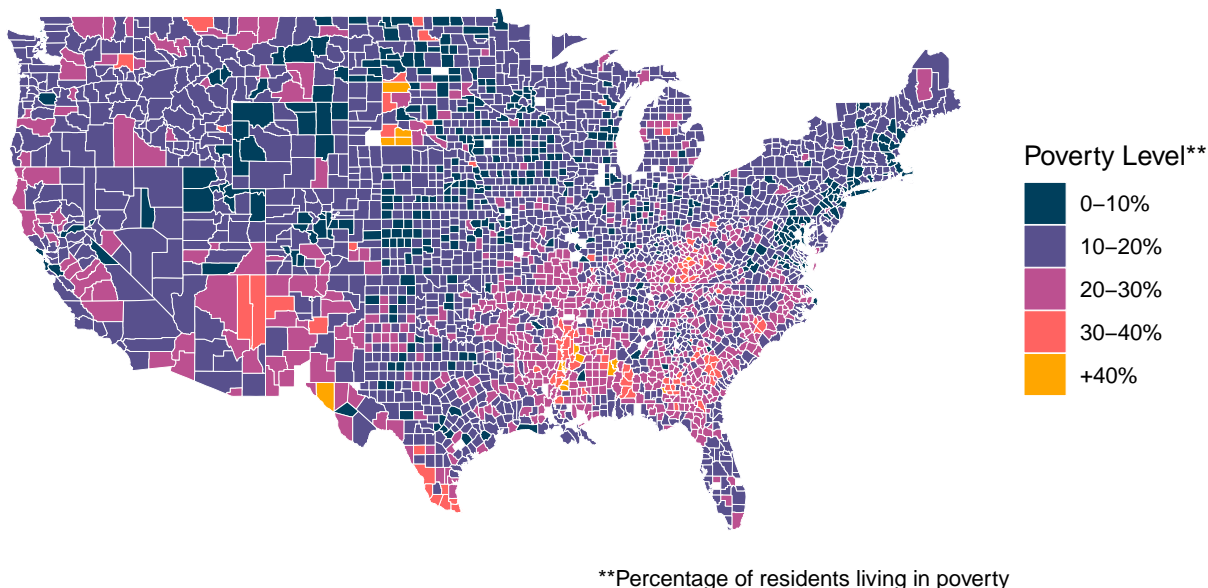 Poverty Level**
0–10%
10–20%
20–30%
30–40%
+40%
**Percentage of residents living in poverty